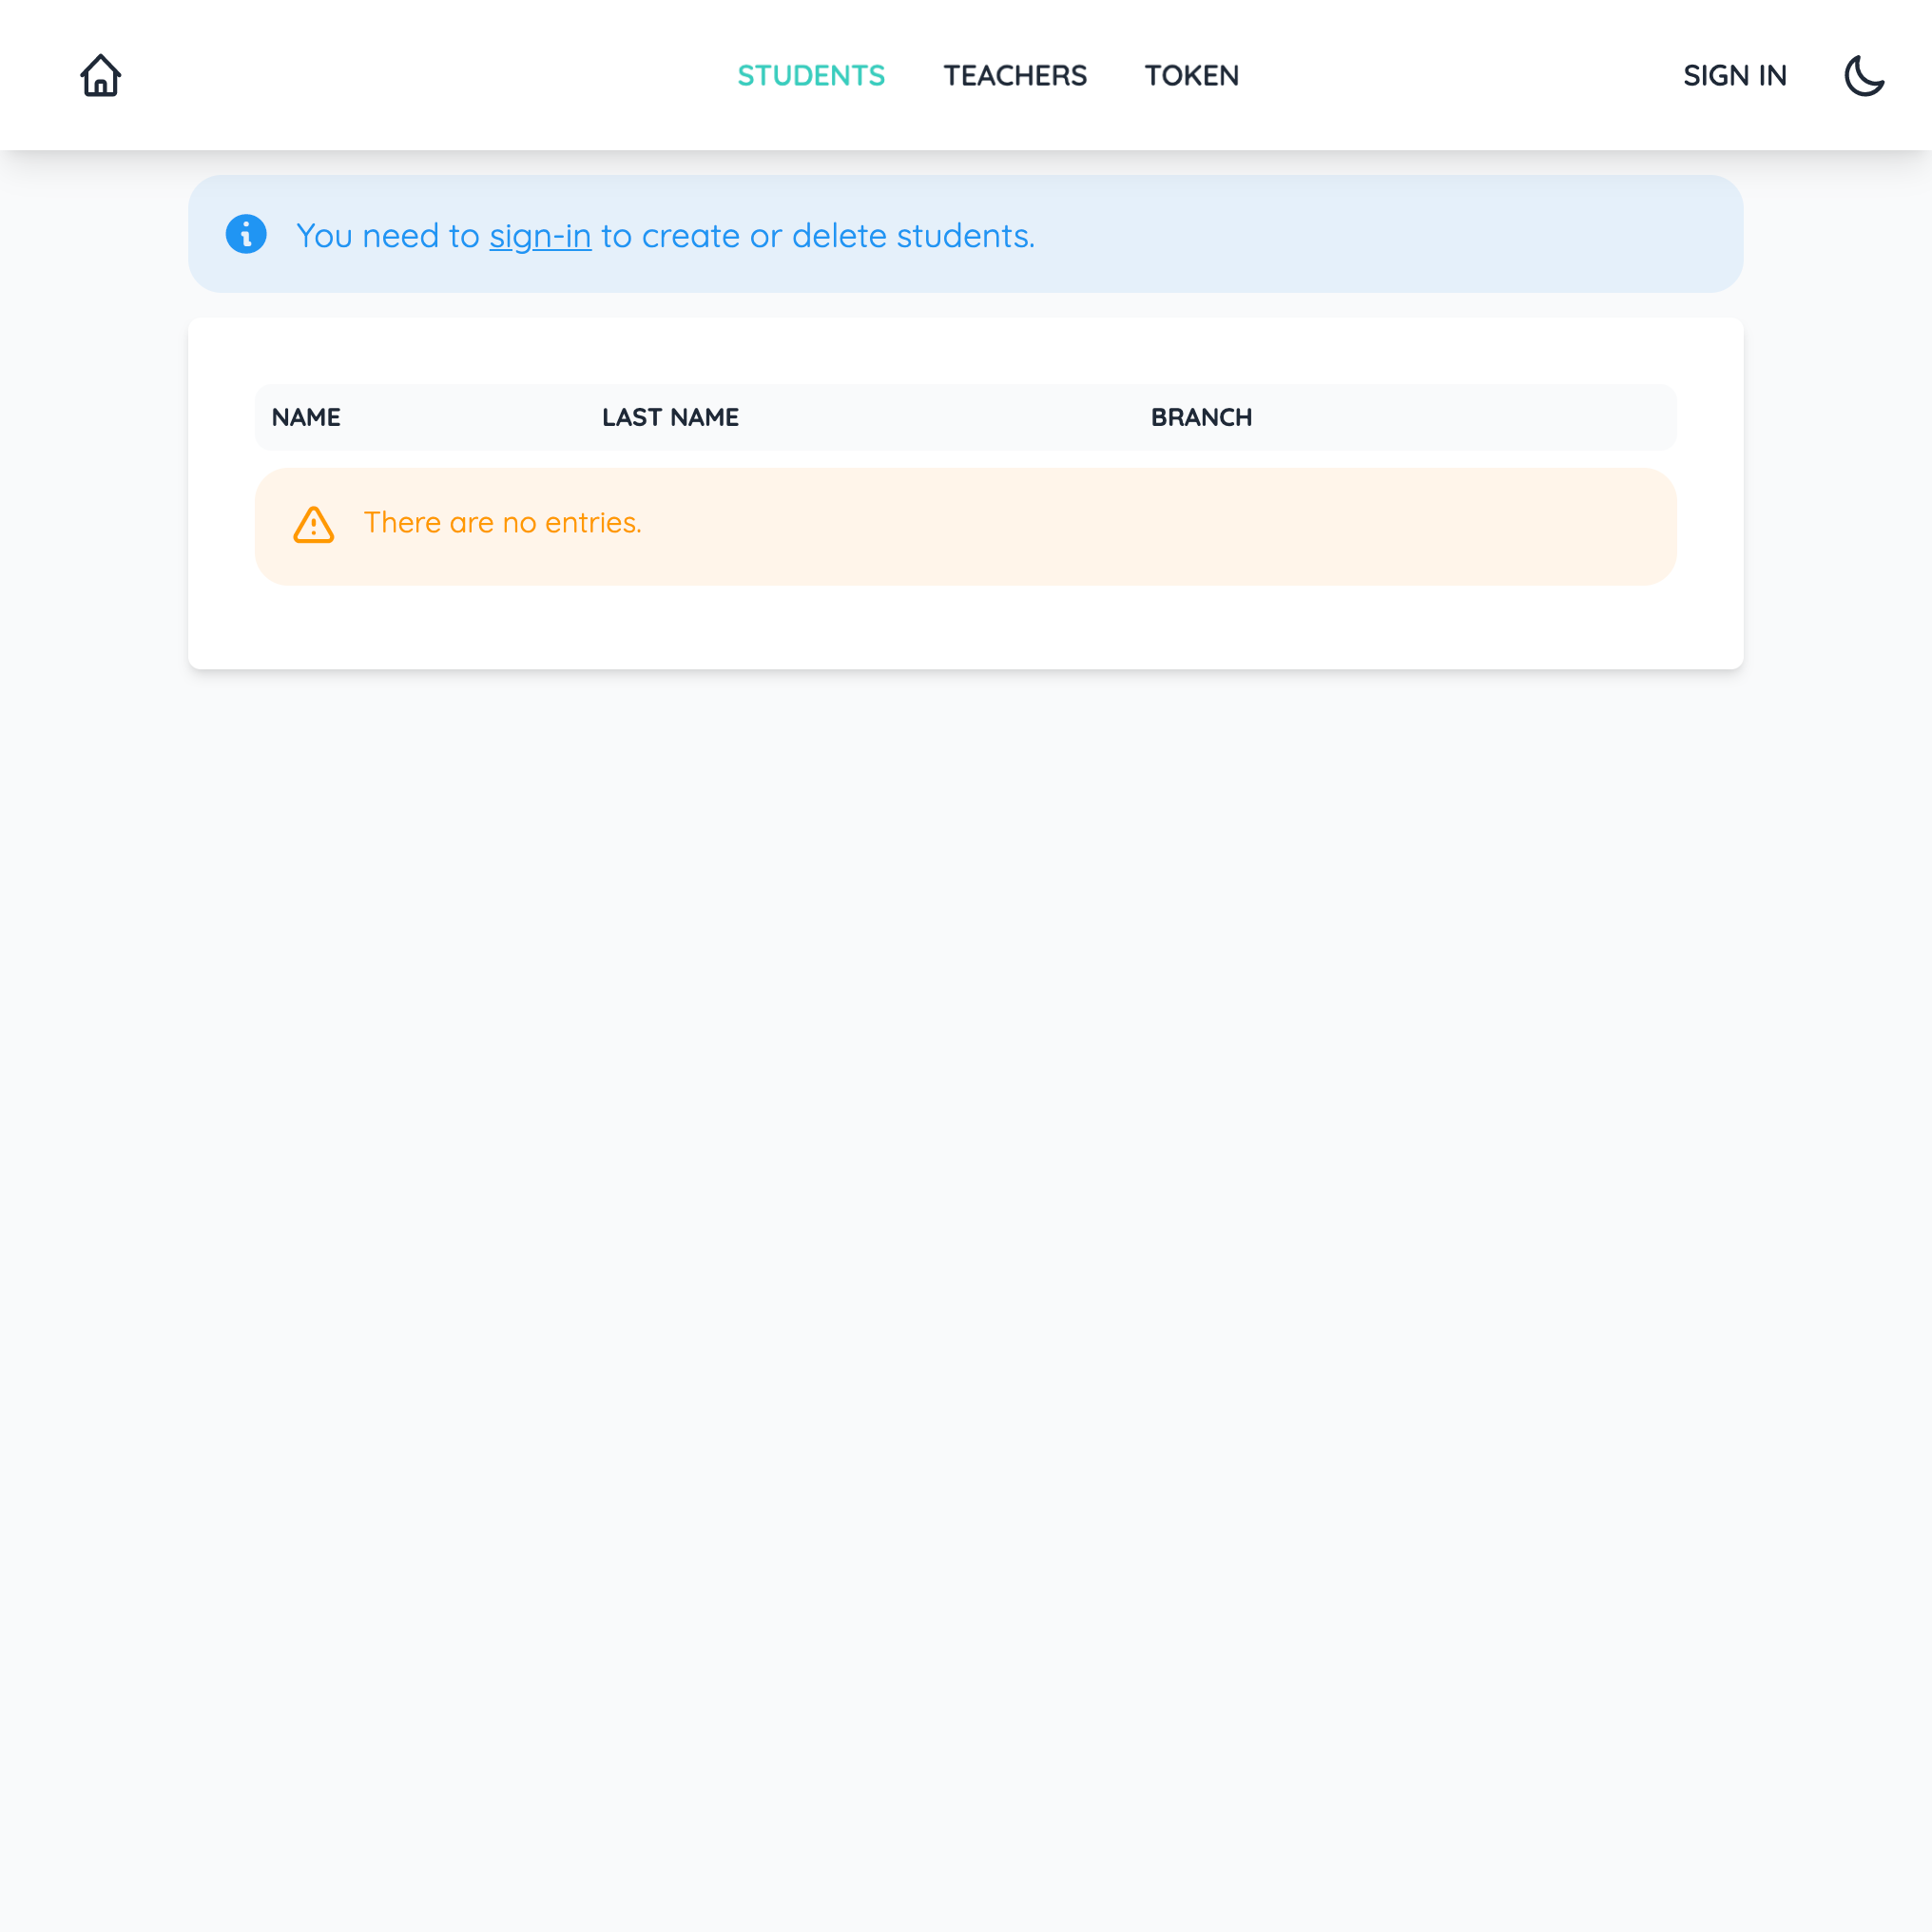 STUDENTS TEACHERS TOKEN SIGN IN
You need to sign-in to create or delete students.
NAME LAST NAME BRANCH
There are no entries.